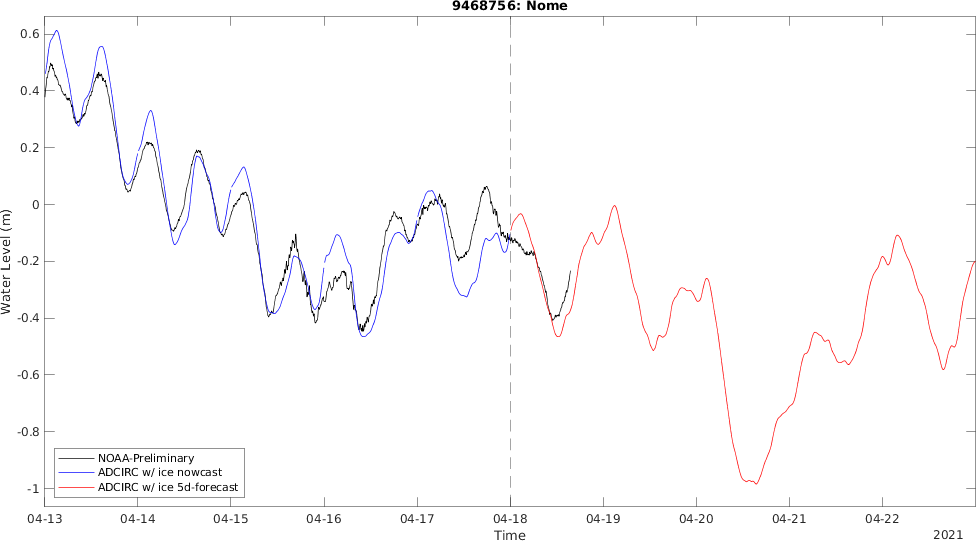 9468756: Nome
0.6
0.4
0.2
0
-0.2
-0.4
-0.6
-0.8
-1
Water Level (m)
NOAA-Preliminary
ADCIRC w/ ice nowcast
ADCIRC w/ ice 5d-forecast
04-13 04-14 04-15 04-16 04-17 04-18 04-19 04-20 04-21 04-22
Time
2021